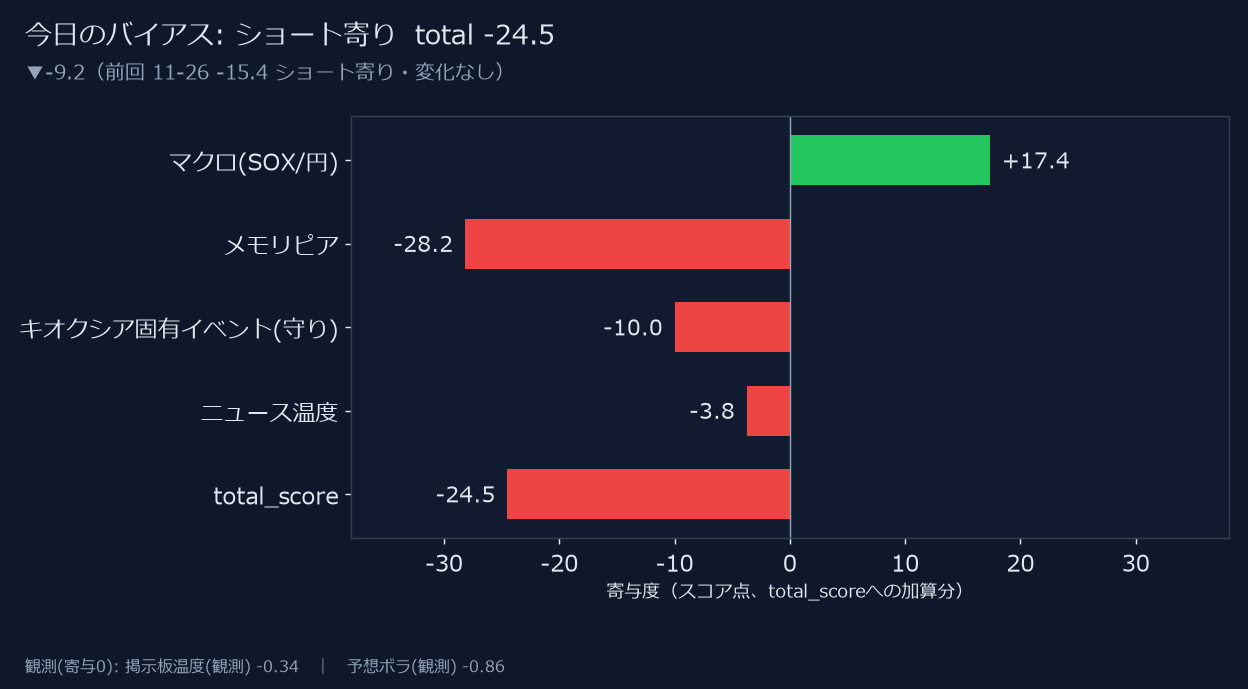 今日のバイアス: ショート寄り  total -24.5
▼-9.2（前回 11-26 -15.4 ショート寄り・変化なし）
マクロ(SOX/円)
+17.4
メモリピア
-28.2
キオクシア固有イベント(守り)
-10.0
ニュース温度
-3.8
total_score
-24.5
-30 -20 -10 0 10 20 30
寄与度（スコア点、total_scoreへの加算分）
観測(寄与0): 掲示板温度(観測) -0.34 ｜ 予想ボラ(観測) -0.86